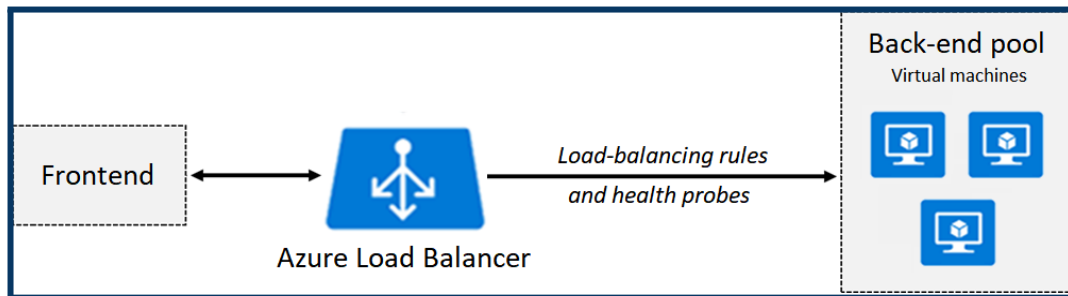 Frontend
Azure Load Balancer
Load-balancing rules
and health probes
Back-end pool
Virtual machines